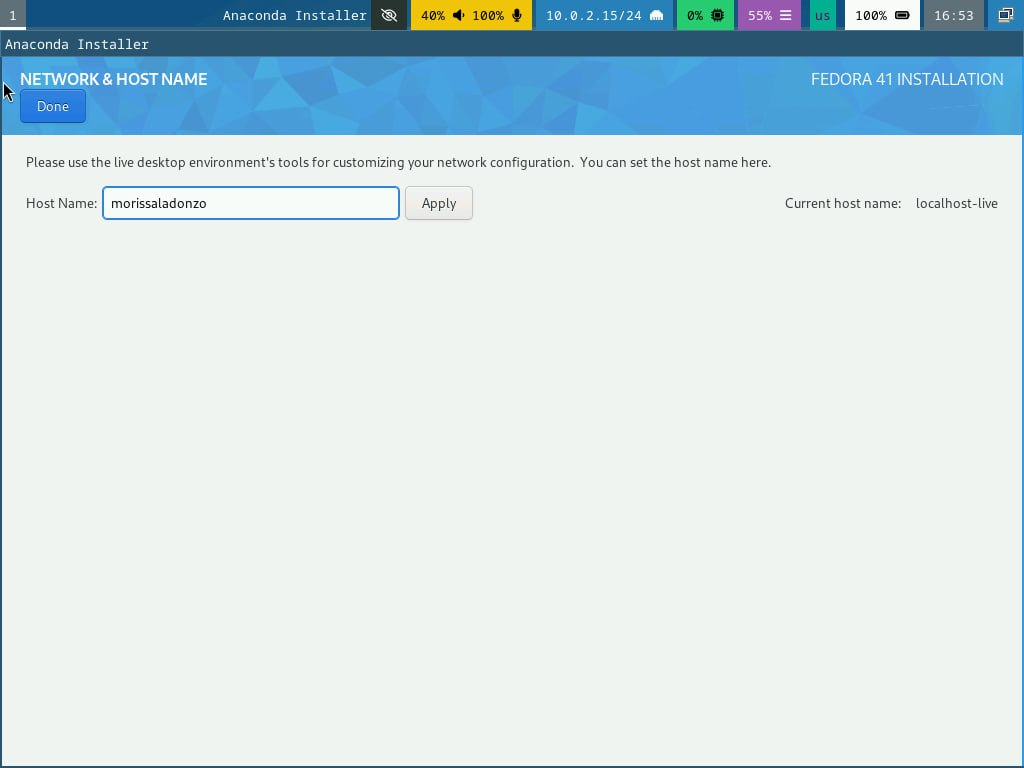 1 Anaconda Installer 40% 100% 10.0.2.15/24 0% 55% us 100% 16:53
Anaconda Installer
NETWORK & HOST NAME FEDORA 41 INSTALLATION
Done
Please use the live desktop environment's tools for customizing your network configuration.  You can set the host name here.
Host Name: morissaladonzo Apply Current host name: localhost-live